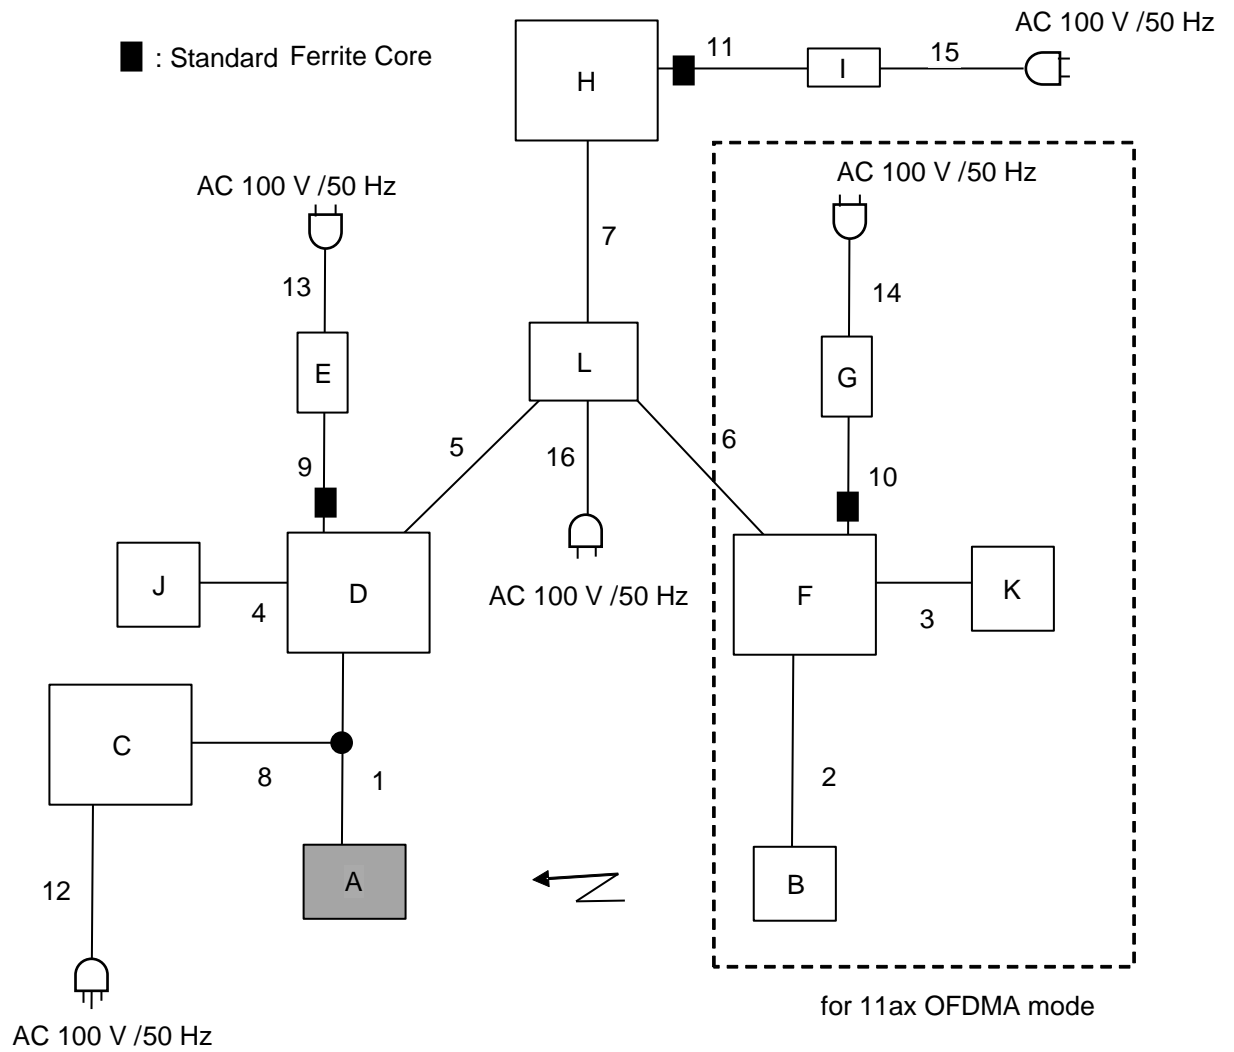 AC 100 V /50 Hz
: Standard Ferrite Core
11
15
H
I
AC 100 V /50 Hz
AC 100 V /50 Hz
7
13
14
E
L
G
5
6
16
9
10
J
D
AC 100 V /50 Hz
F
K
4
3
C
8
1
2
12
A
B
for 11ax OFDMA mode
AC 100 V /50 Hz